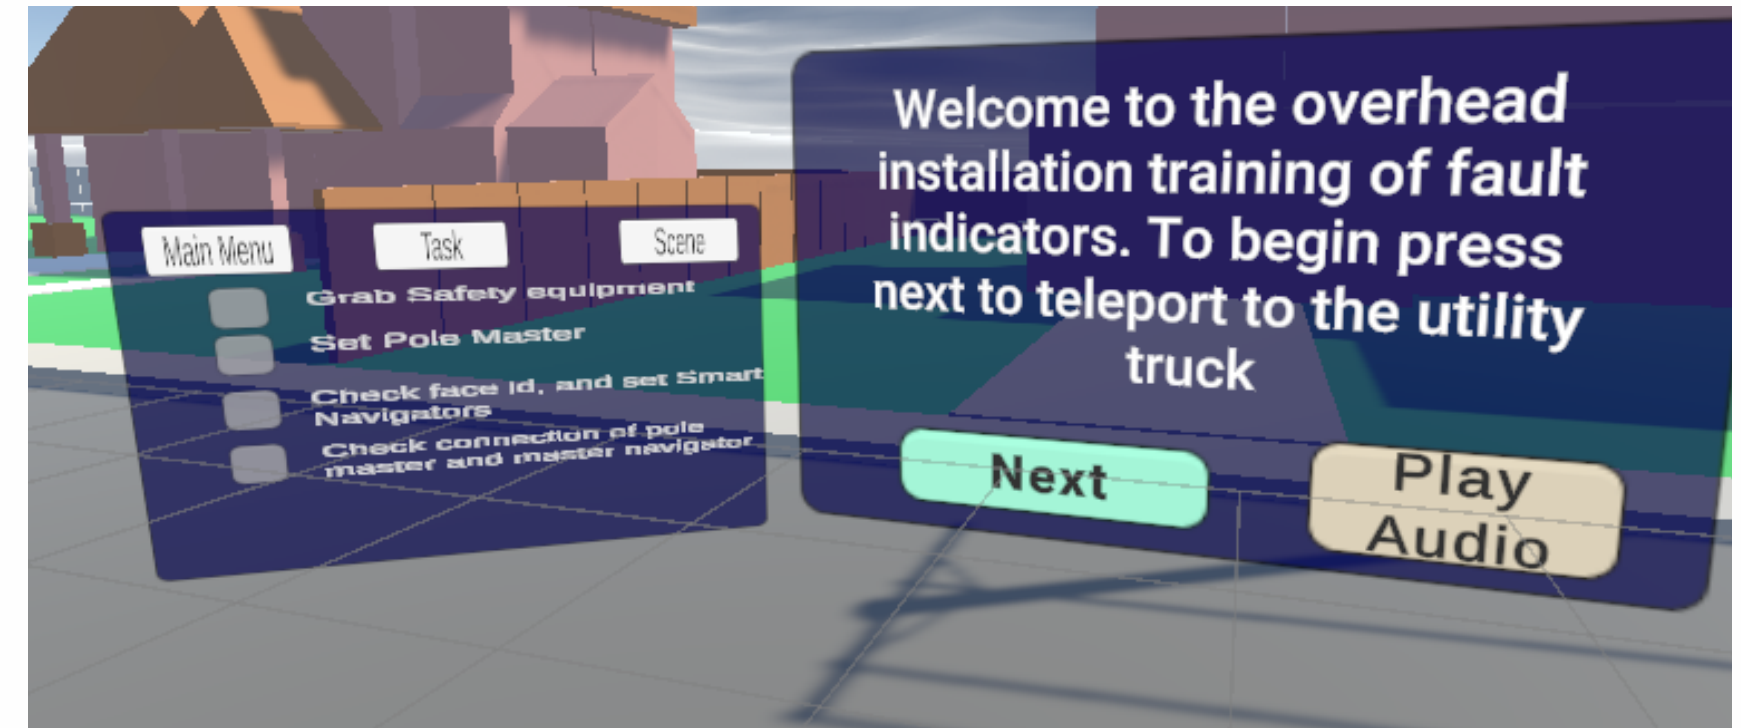 Main Menu
Task
Scene
Grab Safety equipment
Set Pole Master
Check face id, and set Smart
Navigators
Check connection of pole
master and master navigator
Welcome to the overhead
installation training of fault
indicators. To begin press
next to teleport to the utility
truck
Next
Play
Audio